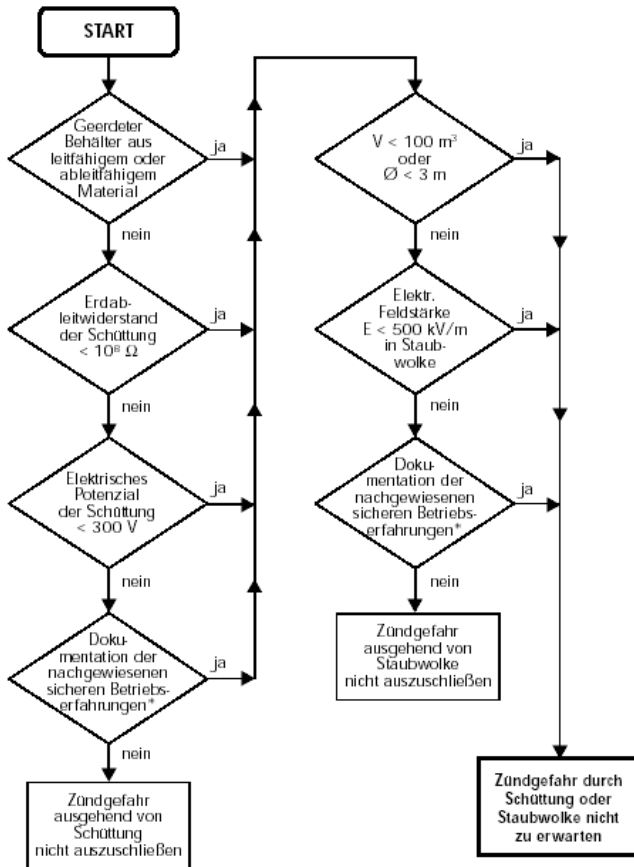 START
Geerdeter
Behälter aus
leitfähigem oder
ableitfähigem
Material
ja
nein
Erdab-
leitwiderstand
der Schüttung
< 10⁸ Ω
ja
nein
Elektrisches
Potenzial
der Schüttung
< 300 V
ja
nein
Doku-
mentation der
nachgewiesenen
sicheren Betriebs-
erfahrungen*
ja
nein
Zündgefahr
ausgehend von
Schüttung
nicht auszuschließen
V < 100 m³
oder
Ø < 3 m
ja
nein
Elektr.
Feldstärke
E < 500 kV/m
in Staub-
wolke
ja
nein
Doku-
mentation der
nachgewiesenen
sicheren Betriebs-
erfahrungen*
ja
nein
Zündgefahr
ausgehend von
Staubwolke
nicht auszuschließen
Zündgefahr durch
Schüttung oder
Staubwolke nicht
zu erwarten